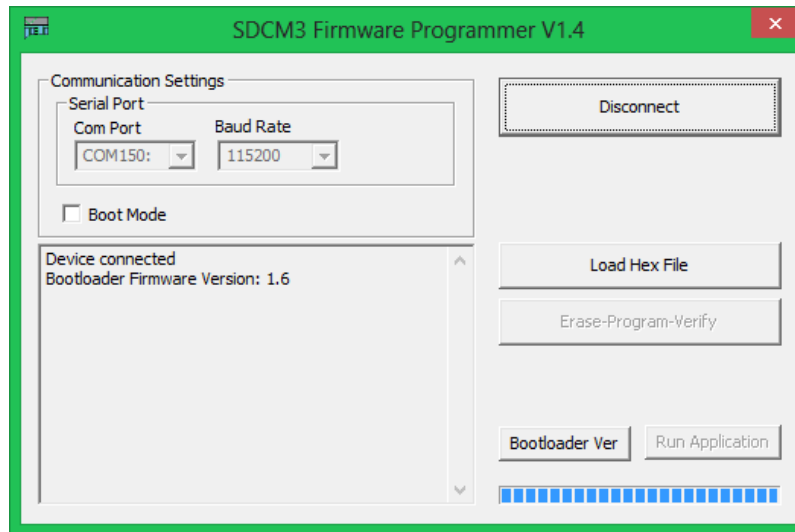 SDCM3 Firmware Programmer V1.4
Communication Settings
Serial Port
Com Port
Baud Rate
COM150:
115200
Boot Mode
Disconnect
Device connected
Bootloader Firmware Version: 1.6
Load Hex File
Erase-Program-Verify
Bootloader Ver
Run Application